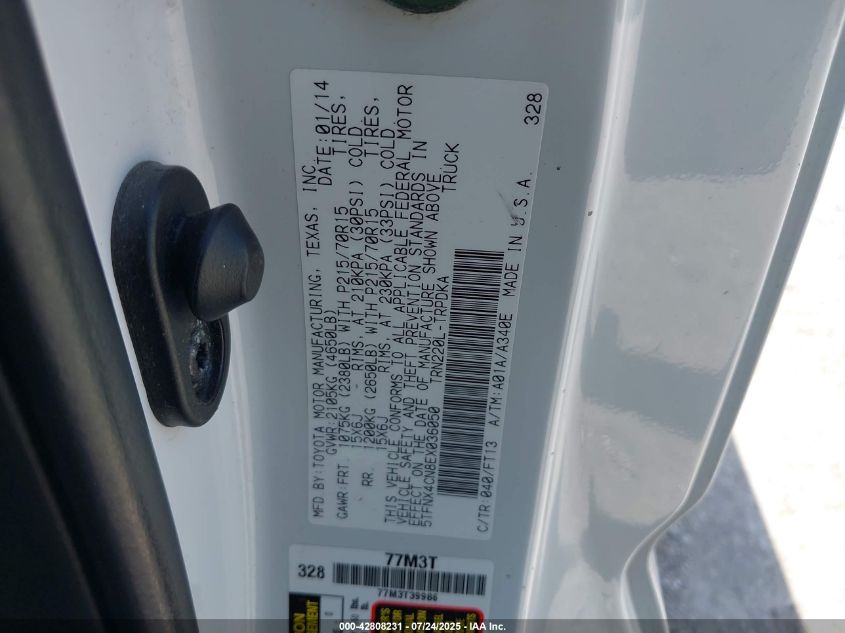 MFD.BY:TOYOTA MOTOR MANUFACTURING, TEXAS, INC.
GVWR:2105KG (4650LB) DATE:01/14
GAWR:FRT. 1075KG (2380LB) WITH P215/70R15 TIRES,
15X6J - RIMS, AT 210KPA (30PSI) COLD
RR. 1200KG (2650LB) WITH P215/70R15 TIRES,
15X6J RIMS, AT 230KPA (33PSI) COLD.
THIS VEHICLE CONFORMS TO ALL APPLICABLE FEDERAL MOTOR
VEHICLE SAFETY AND THEFT PREVENTION STANDARDS IN
EFFECT ON THE DATE OF MANUFACTURE SHOWN ABOVE.
5TFNX4CN8EX036050 TRN220L-TRPDKA TRUCK
C/TR:040/FT13 A/TM:A01A/A340E MADE IN U.S.A. 328
77M3T
328
77M3T39986
000-42808231 - 07/24/2025 - IAA Inc.